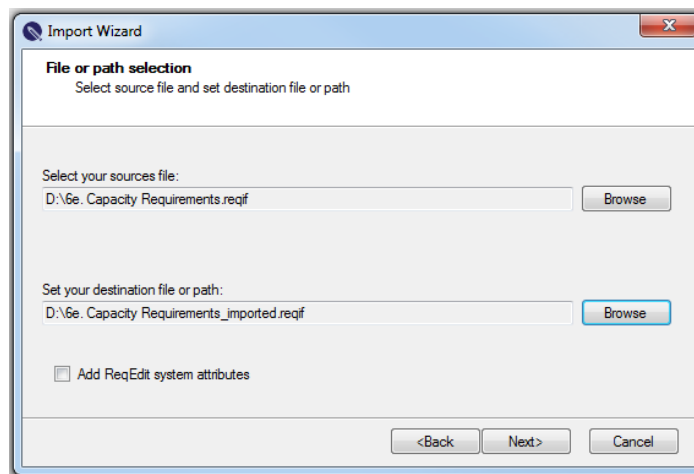 Import Wizard
File or path selection
Select source file and set destination file or path
Select your sources file:
D:\6e. Capacity Requirements.reqif
Browse
Set your destination file or path:
D:\6e. Capacity Requirements_imported.reqif
Browse
Add ReqEdit system attributes
<Back
Next>
Cancel